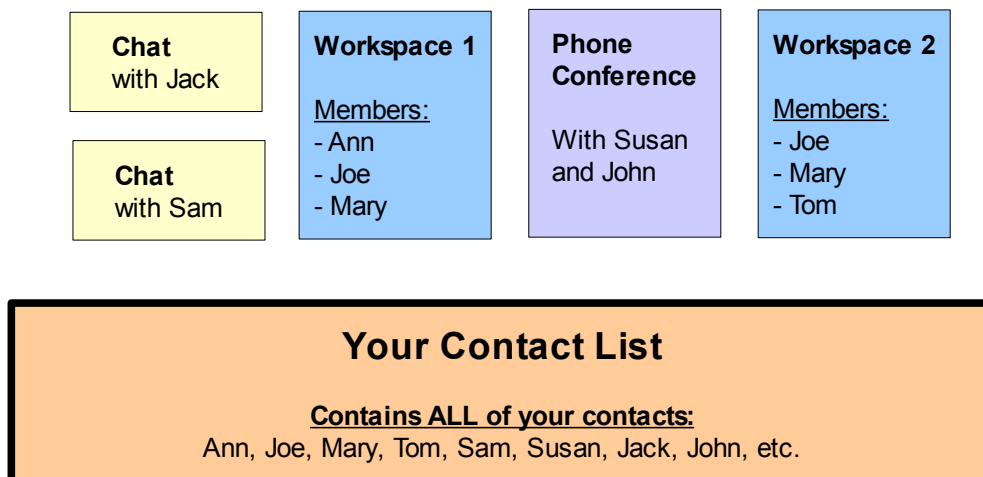 Chat
with Jack
Chat
with Sam
Workspace 1
Members:
- Ann
- Joe
- Mary
Phone
Conference
With Susan
and John
Workspace 2
Members:
- Joe
- Mary
- Tom
Your Contact List
Contains ALL of your contacts:
Ann, Joe, Mary, Tom, Sam, Susan, Jack, John, etc.